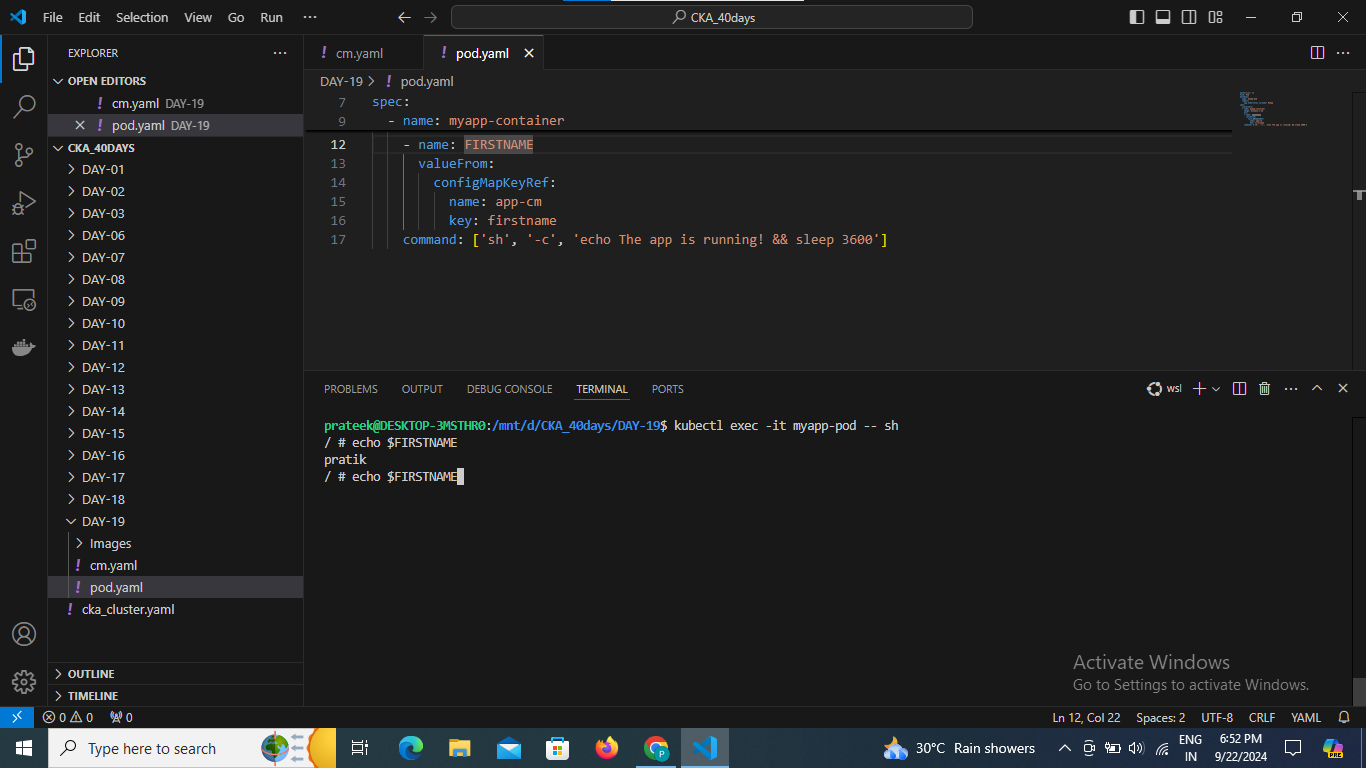 File Edit Selection View Go Run ··· CKA_40days
EXPLORER ···
OPEN EDITORS
! cm.yaml DAY-19
! pod.yaml DAY-19
CKA_40DAYS
DAY-01
DAY-02
DAY-03
DAY-06
DAY-07
DAY-08
DAY-09
DAY-10
DAY-11
DAY-12
DAY-13
DAY-14
DAY-15
DAY-16
DAY-17
DAY-18
DAY-19
Images
! cm.yaml
! pod.yaml
! cka_cluster.yaml
OUTLINE
TIMELINE
! cm.yaml ! pod.yaml
DAY-19 > ! pod.yaml
7 spec:
9 - name: myapp-container
12 - name: FIRSTNAME
13 valueFrom:
14 configMapKeyRef:
15 name: app-cm
16 key: firstname
17 command: ['sh', '-c', 'echo The app is running! && sleep 3600']
PROBLEMS OUTPUT DEBUG CONSOLE TERMINAL PORTS wsl
prateek@DESKTOP-3MSTHR0:/mnt/d/CKA_40days/DAY-19$ kubectl exec -it myapp-pod -- sh
/ # echo $FIRSTNAME
pratik
/ # echo $FIRSTNAME
Activate Windows
Go to Settings to activate Windows.
0 0 0 Ln 12, Col 22 Spaces: 2 UTF-8 CRLF YAML
Type here to search 30°C Rain showers ENG IN 6:52 PM 9/22/2024 PRE